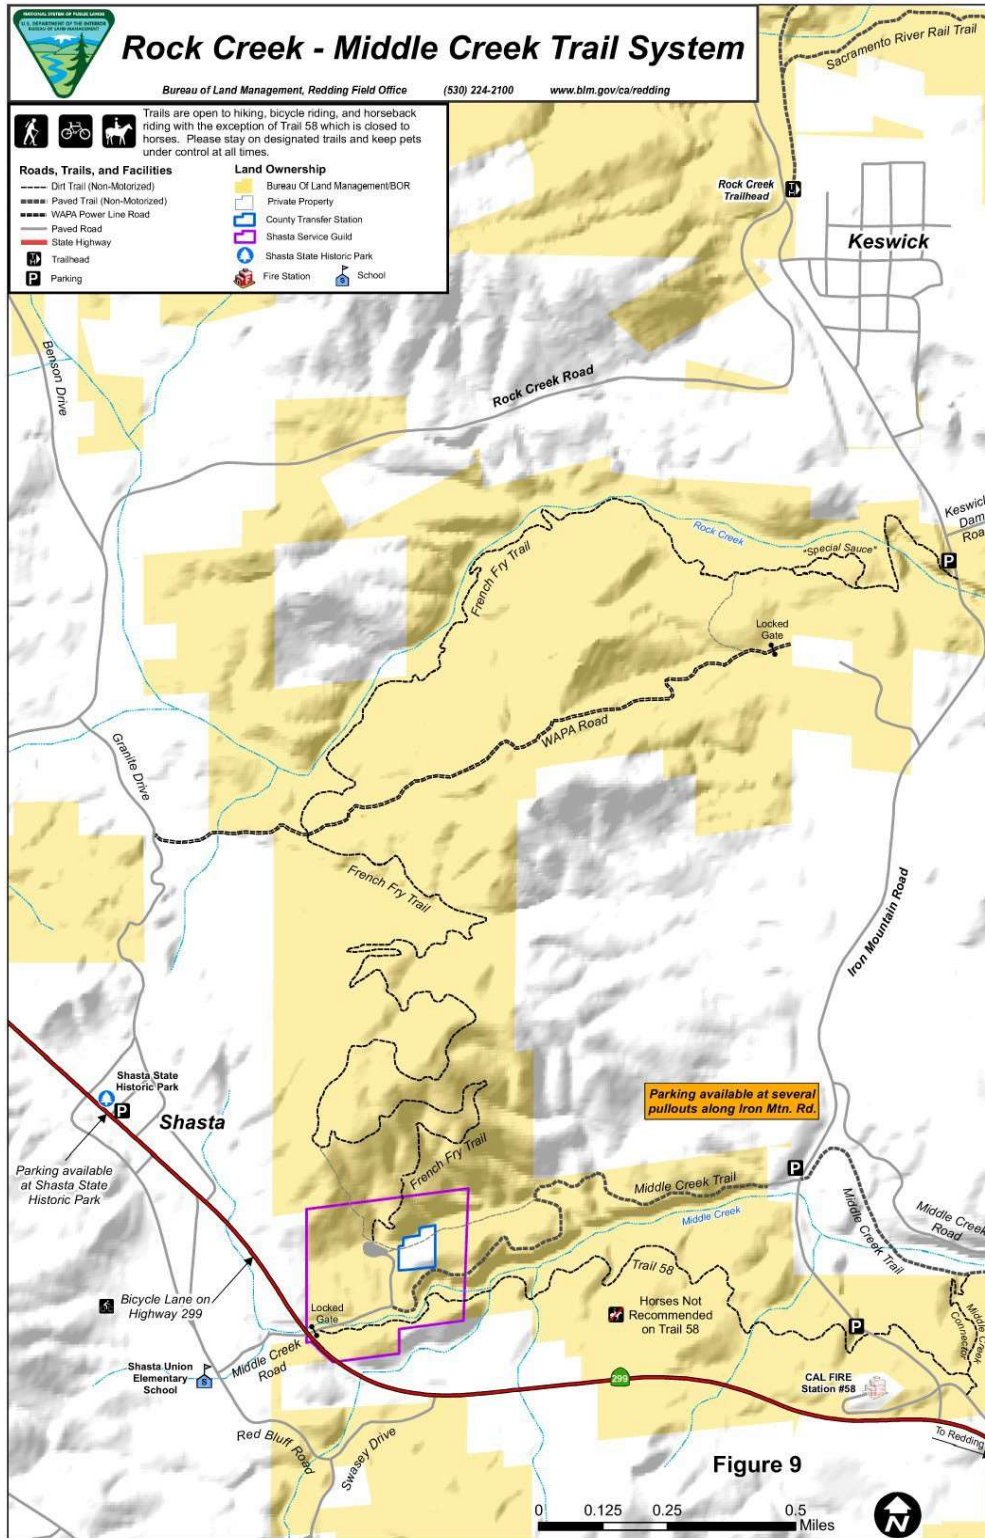 NATIONAL SYSTEM OF PUBLIC LANDS
U.S. DEPARTMENT OF THE INTERIOR
BUREAU OF LAND MANAGEMENT
Rock Creek - Middle Creek Trail System
Bureau of Land Management, Redding Field Office (530) 224-2100 www.blm.gov/ca/redding
Trails are open to hiking, bicycle riding, and horseback
riding with the exception of Trail 58 which is closed to
horses. Please stay on designated trails and keep pets
under control at all times.
Roads, Trails, and Facilities
Dirt Trail (Non-Motorized)
Paved Trail (Non-Motorized)
WAPA Power Line Road
Paved Road
State Highway
Trailhead
P Parking
Land Ownership
Bureau Of Land Management/BOR
Private Property
County Transfer Station
Shasta Service Guild
Shasta State Historic Park
Fire Station
S School
Sacramento River Rail Trail
Rock Creek
Trailhead
Keswick
Benson Drive
Rock Creek Road
Keswick
Dam
Road
P
Rock Creek
"Special Sauce"
French Fry Trail
Locked
Gate
WAPA Road
Granite Drive
French Fry Trail
Iron Mountain Road
Shasta State
Historic Park
P
Shasta
Parking available
at Shasta State
Historic Park
Parking available at several
pullouts along Iron Mtn. Rd.
French Fry Trail
P
Middle Creek Trail
Middle Creek
Middle Creek
Road
Middle Creek Trail
Trail 58
Bicycle Lane on
Highway 299
Locked
Gate
Horses Not
Recommended
on Trail 58
P
Middle Creek
Connector
Middle Creek
Road
Shasta Union
Elementary
School
S
299
CAL FIRE
Station #58
To Redding
Red Bluff Road
Swasey Drive
Figure 9
0 0.125 0.25 0.5
Miles
N